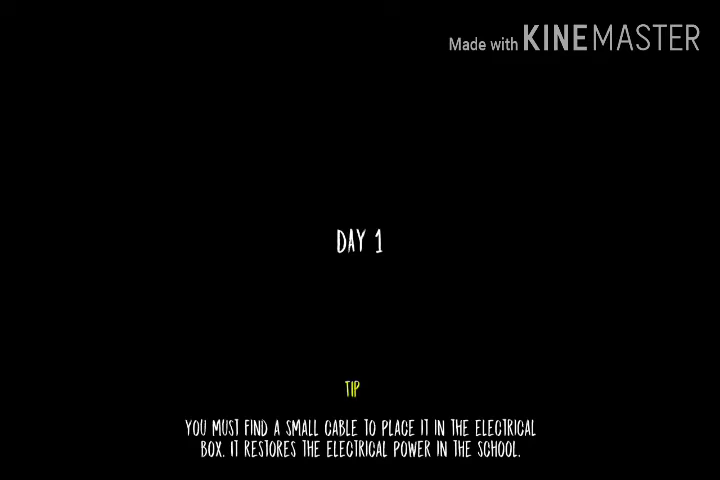 Made with KINEMASTER
DAY 1
TIP
YOU MUST FIND A SMALL CABLE TO PLACE IT IN THE ELECTRICAL
BOX. IT RESTORES THE ELECTRICAL POWER IN THE SCHOOL.